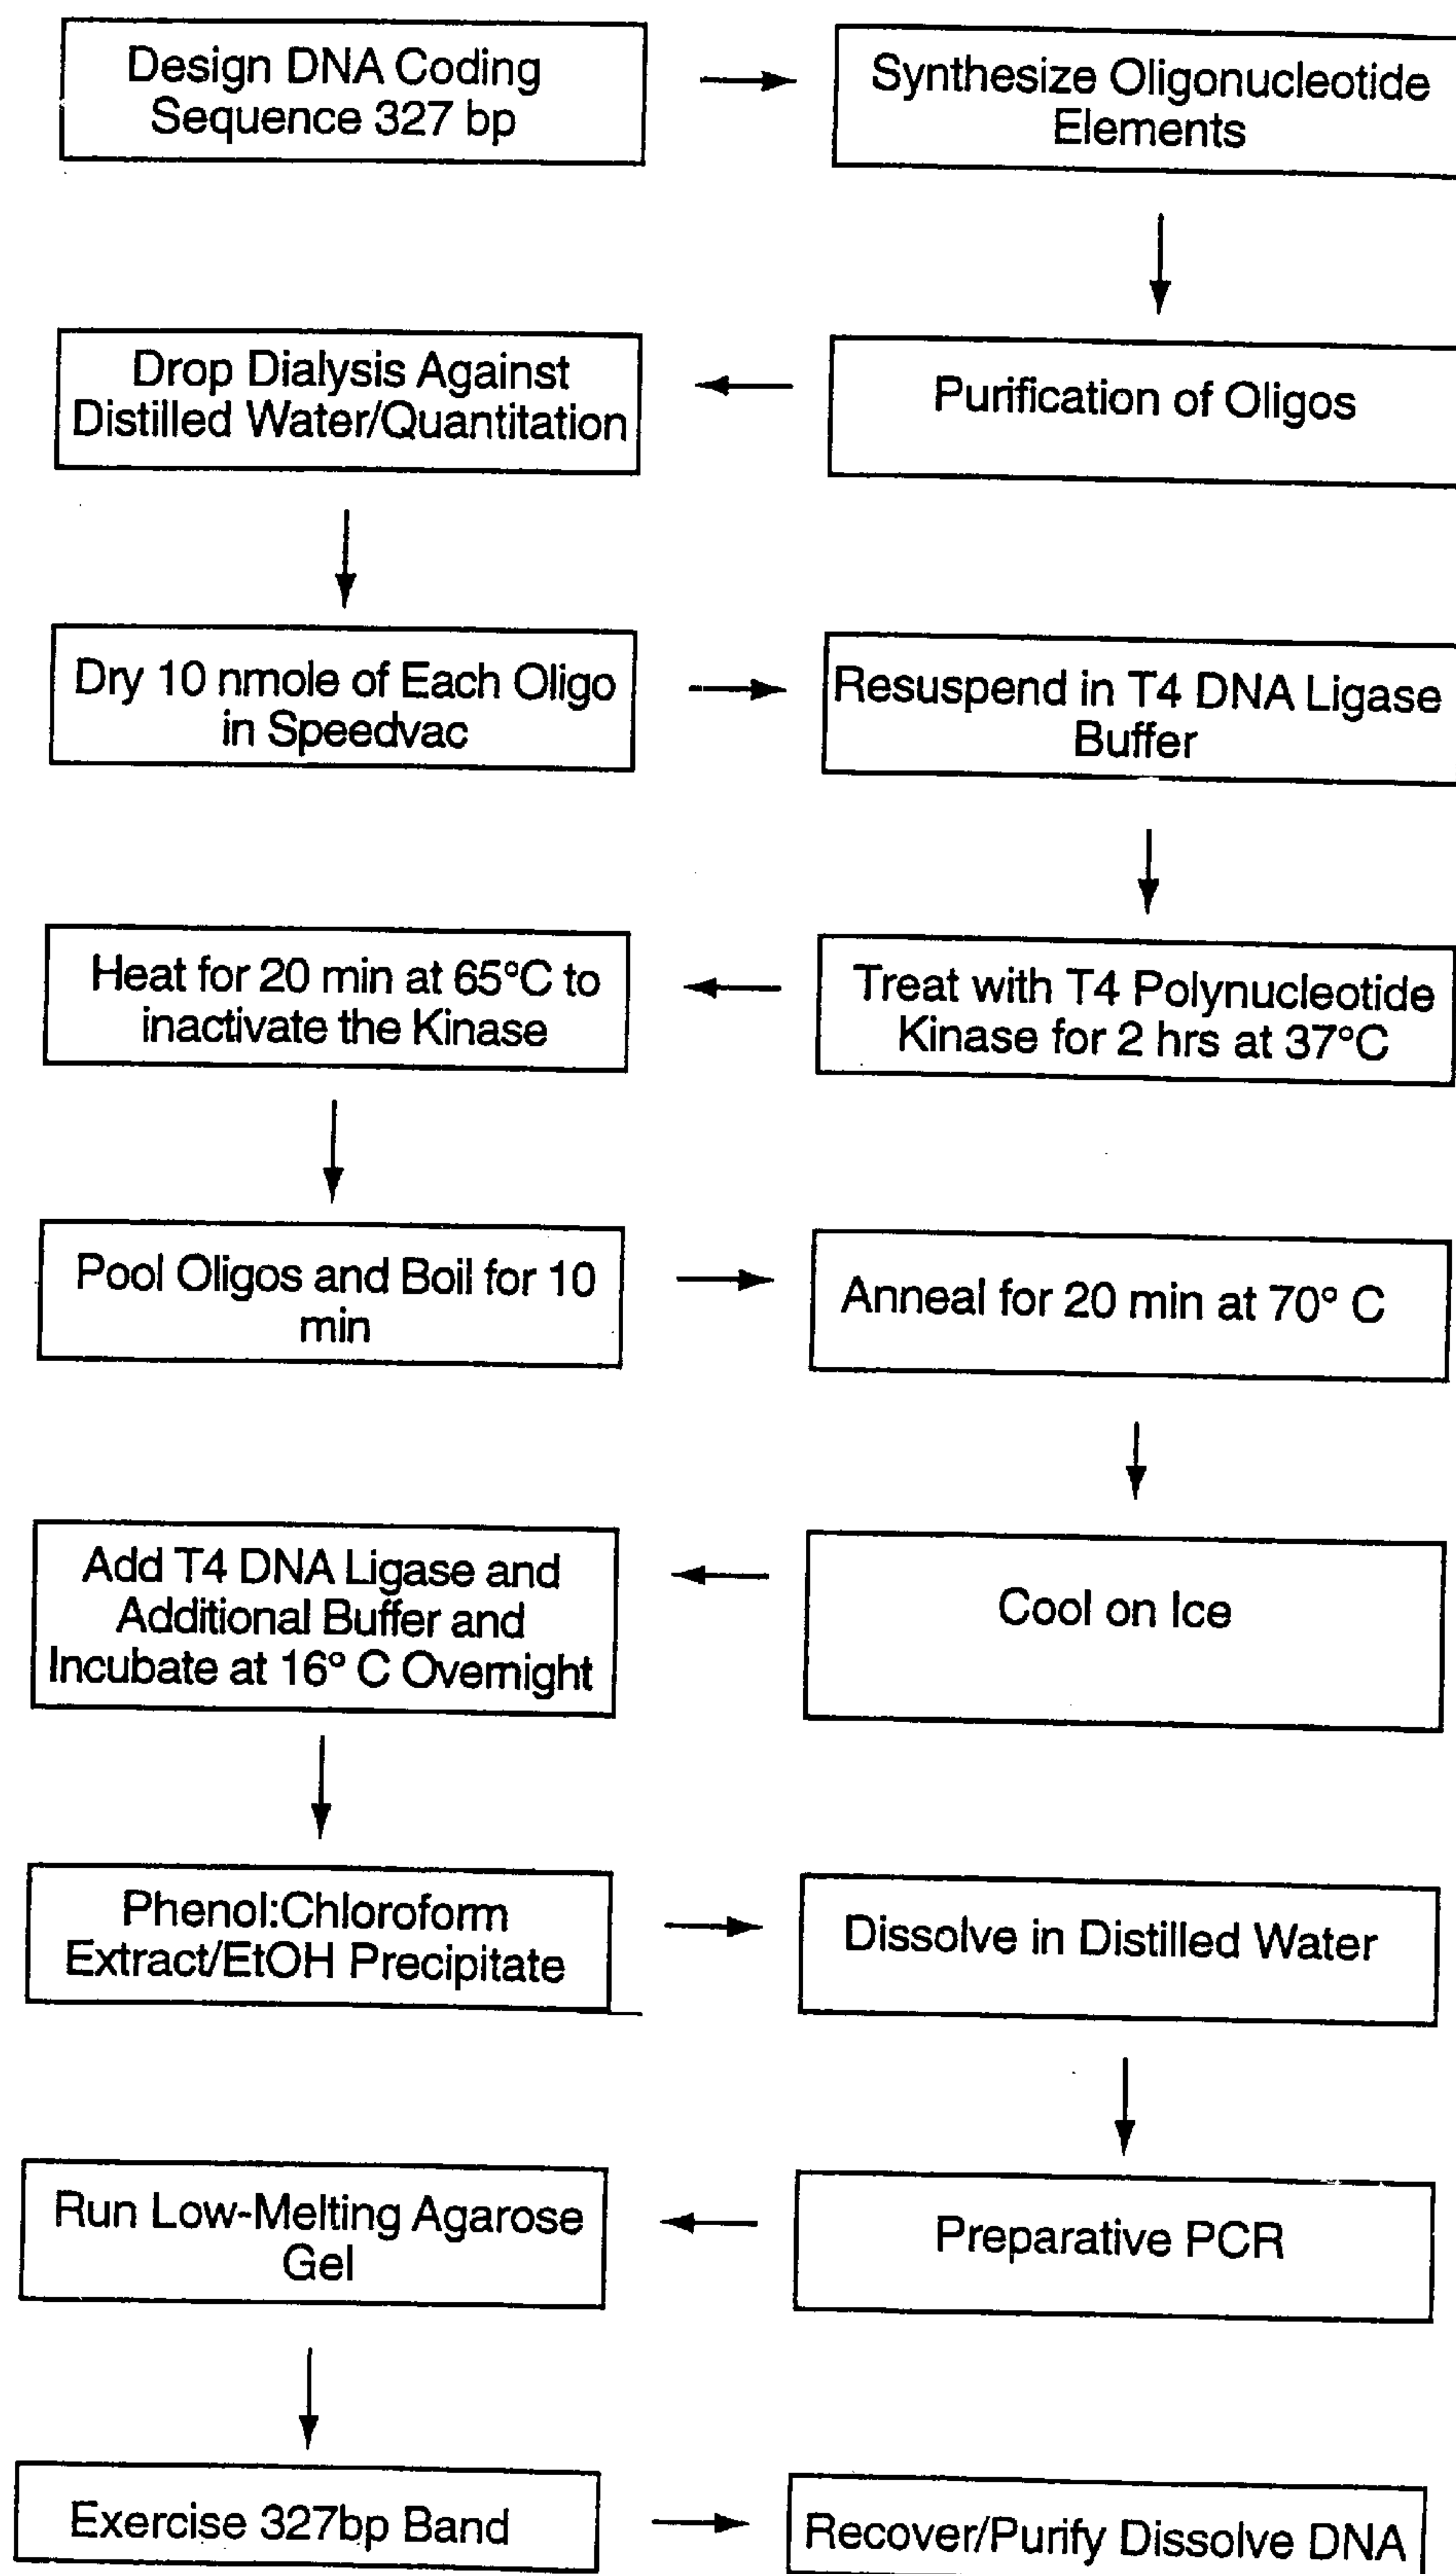 Design DNA Coding
Sequence 327 bp
Synthesize Oligonucleotide
Elements
Purification of Oligos
Drop Dialysis Against
Distilled Water/Quantitation
Dry 10 nmole of Each Oligo
in Speedvac
Resuspend in T4 DNA Ligase
Buffer
Treat with T4 Polynucleotide
Kinase for 2 hrs at 37°C
Heat for 20 min at 65°C to
inactivate the Kinase
Pool Oligos and Boil for 10
min
Anneal for 20 min at 70° C
Cool on Ice
Add T4 DNA Ligase and
Additional Buffer and
Incubate at 16° C Overnight
Phenol:Chloroform
Extract/EtOH Precipitate
Dissolve in Distilled Water
Preparative PCR
Run Low-Melting Agarose
Gel
Exercise 327bp Band
Recover/Purify Dissolve DNA